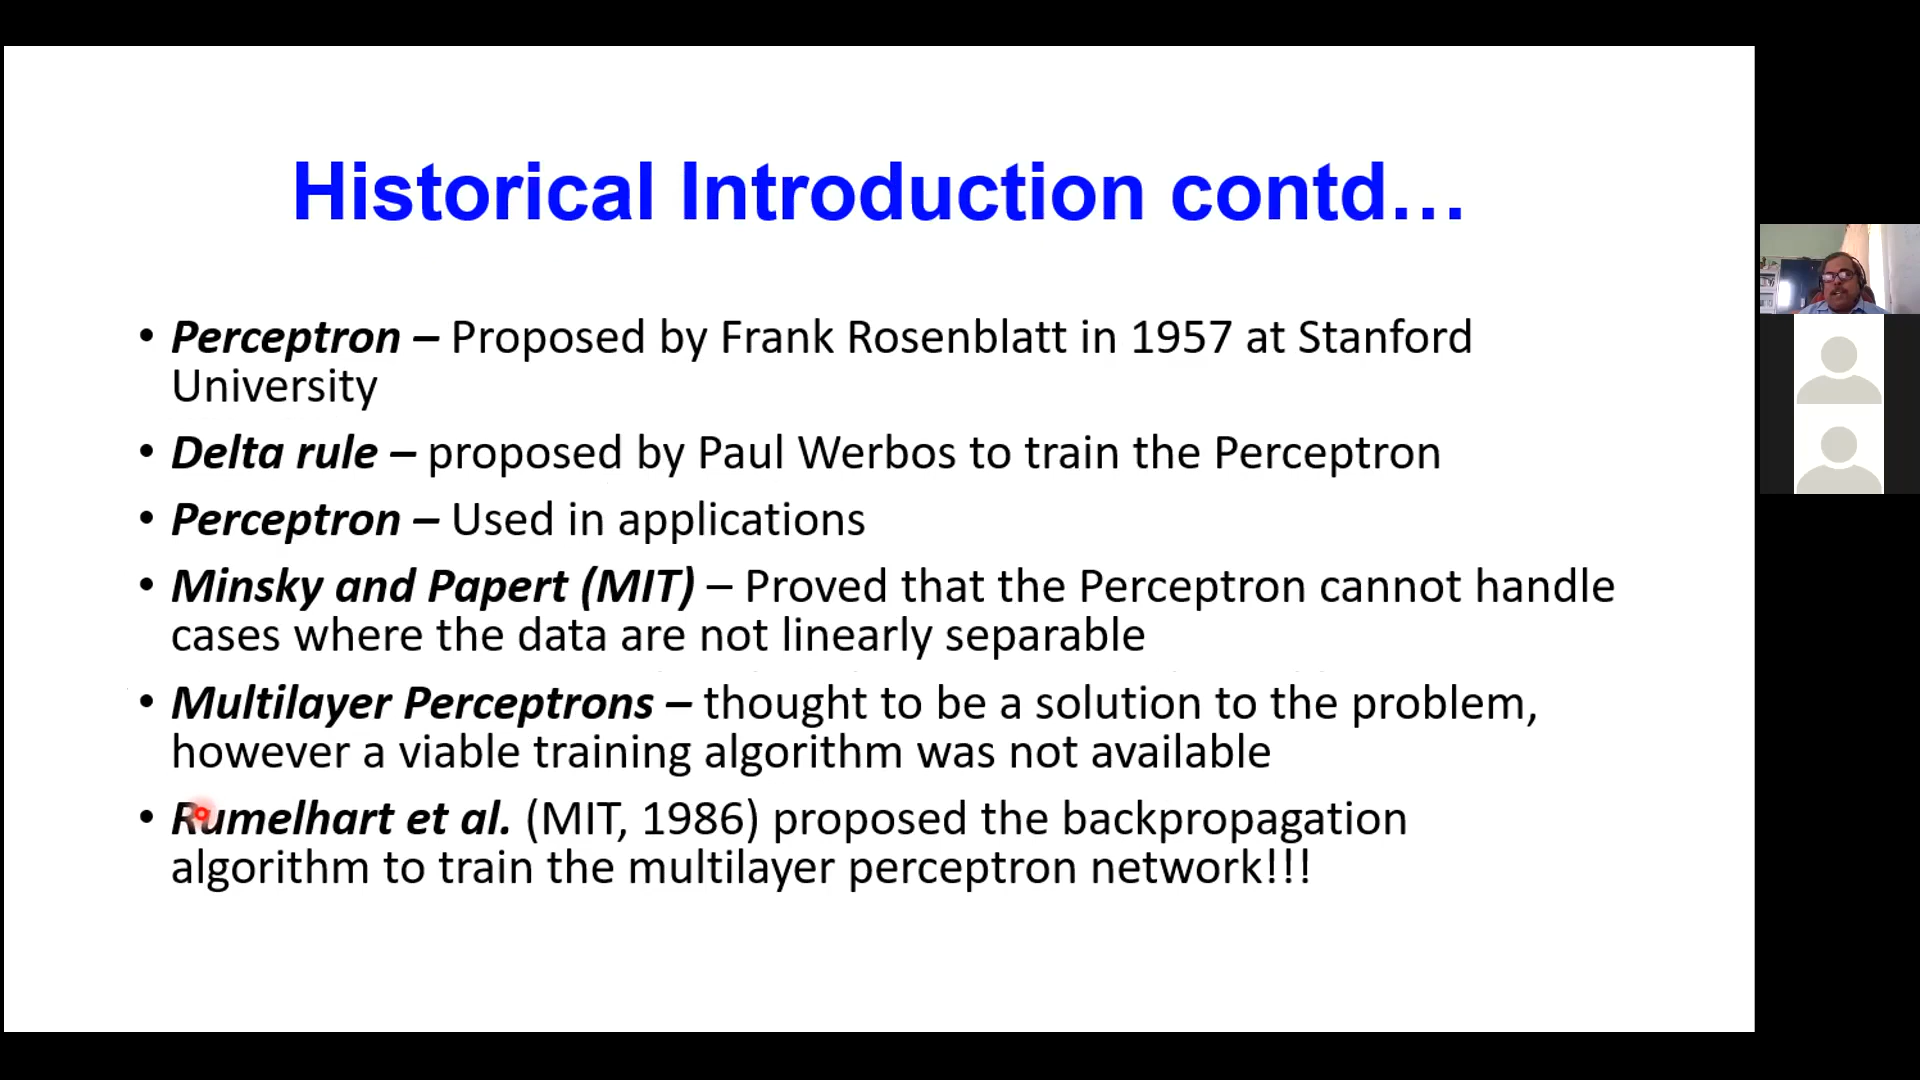 Historical Introduction contd...
• Perceptron – Proposed by Frank Rosenblatt in 1957 at Stanford
University
• Delta rule – proposed by Paul Werbos to train the Perceptron
• Perceptron – Used in applications
• Minsky and Papert (MIT) – Proved that the Perceptron cannot handle
cases where the data are not linearly separable
• Multilayer Perceptrons – thought to be a solution to the problem,
however a viable training algorithm was not available
• Rumelhart et al. (MIT, 1986) proposed the backpropagation
algorithm to train the multilayer perceptron network!!!